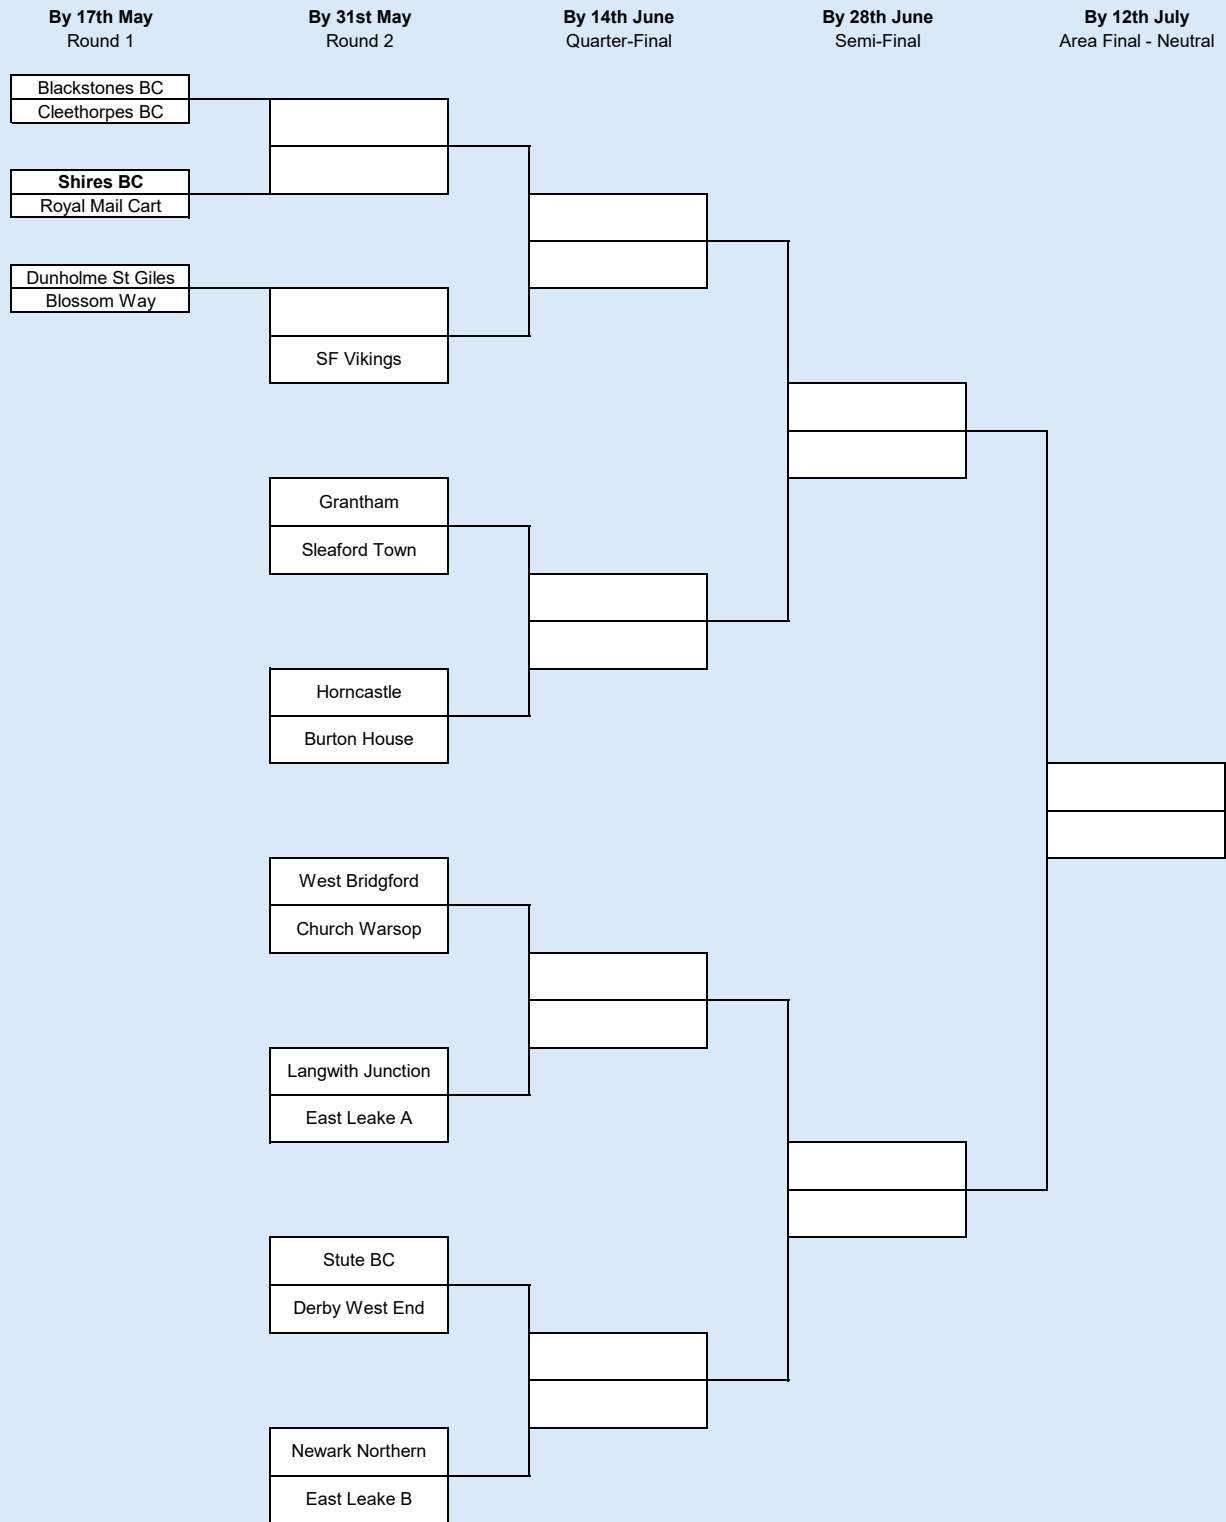 By 17th May
Round 1
By 31st May
Round 2
By 14th June
Quarter-Final
By 28th June
Semi-Final
By 12th July
Area Final - Neutral
Blackstones BC
Cleethorpes BC
Shires BC
Royal Mail Cart
Dunholme St Giles
Blossom Way
SF Vikings
Grantham
Sleaford Town
Horncastle
Burton House
West Bridgford
Church Warsop
Langwith Junction
East Leake A
Stute BC
Derby West End
Newark Northern
East Leake B